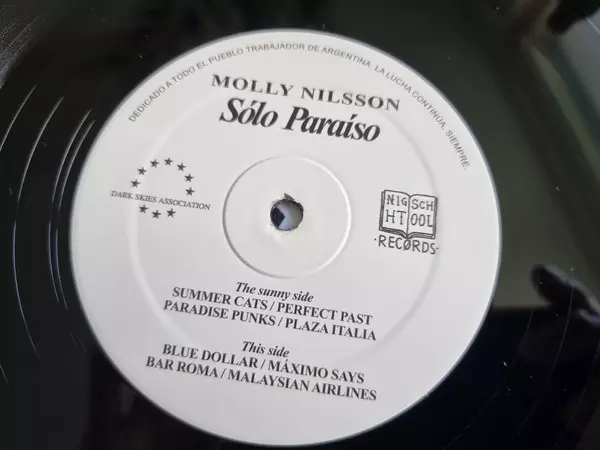 DEDICADO A TODO EL PUEBLO TRABAJADOR DE ARGENTINA. LA LUCHA CONTINÚA, SIEMPRE.
MOLLY NILSSON
Sólo Paraíso
DARK SKIES ASSOCIATION
NIG SCH
HT OOL
·RECORDS·
The sunny side
SUMMER CATS / PERFECT PAST
PARADISE PUNKS / PLAZA ITALIA
This side
BLUE DOLLAR / MÁXIMO SAYS
BAR ROMA / MALAYSIAN AIRLINES